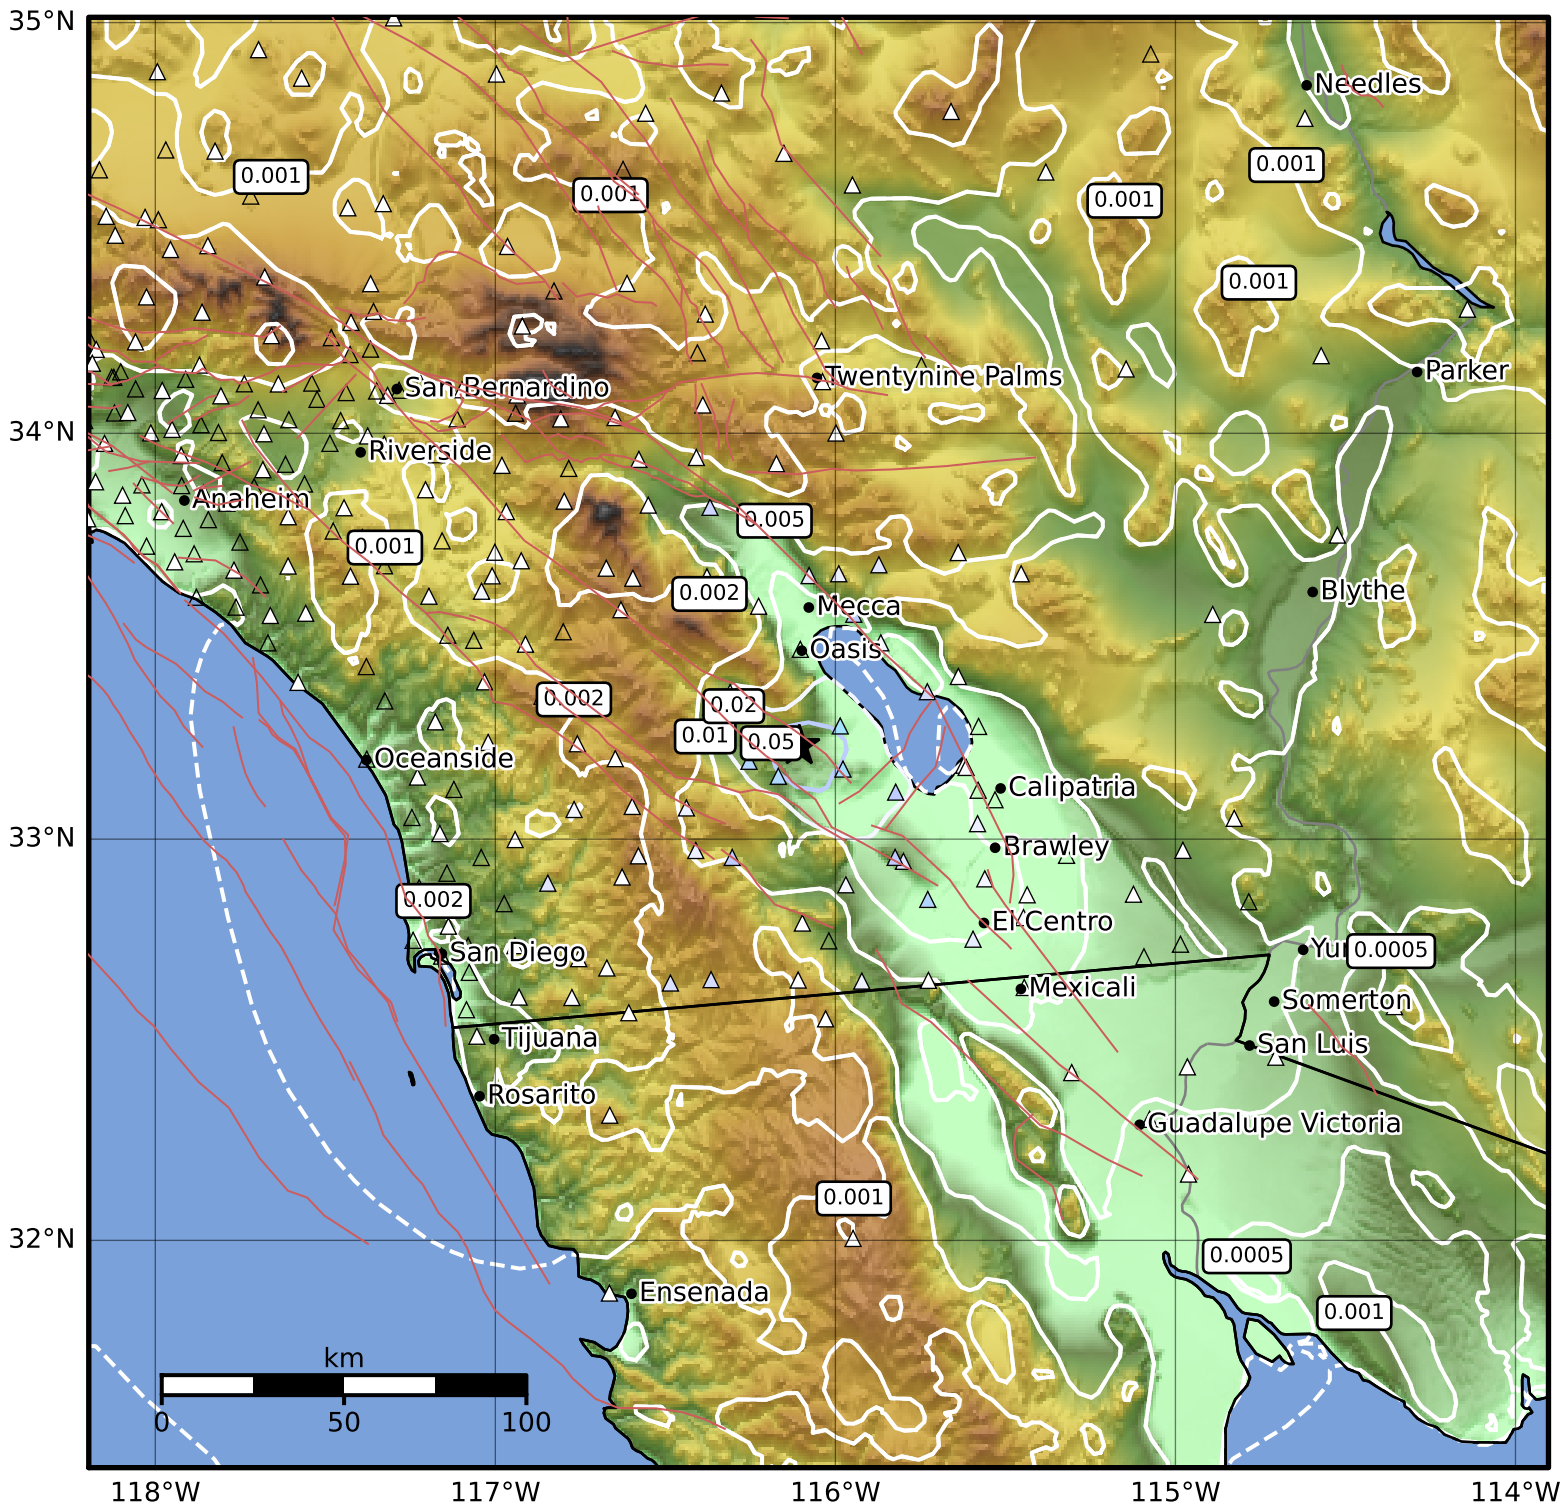 35°N
Needles
0.001
0.001
0.001
0.001
0.001
Parker
Twentynine Palms
San Bernardino
34°N
Riverside
Anaheim
0.005
0.001
0.002
Blythe
Mecca
Oasis
0.002
0.02
0.01
0.05
Oceanside
Calipatria
33°N
Brawley
0.002
El Centro
San Diego
Yu
0.0005
Mexicali
Somerton
Tijuana
San Luis
Rosarito
Guadalupe Victoria
0.001
32°N
0.0005
Ensenada
0.001
km
0 50 100
118°W 117°W 116°W 115°W 114°W